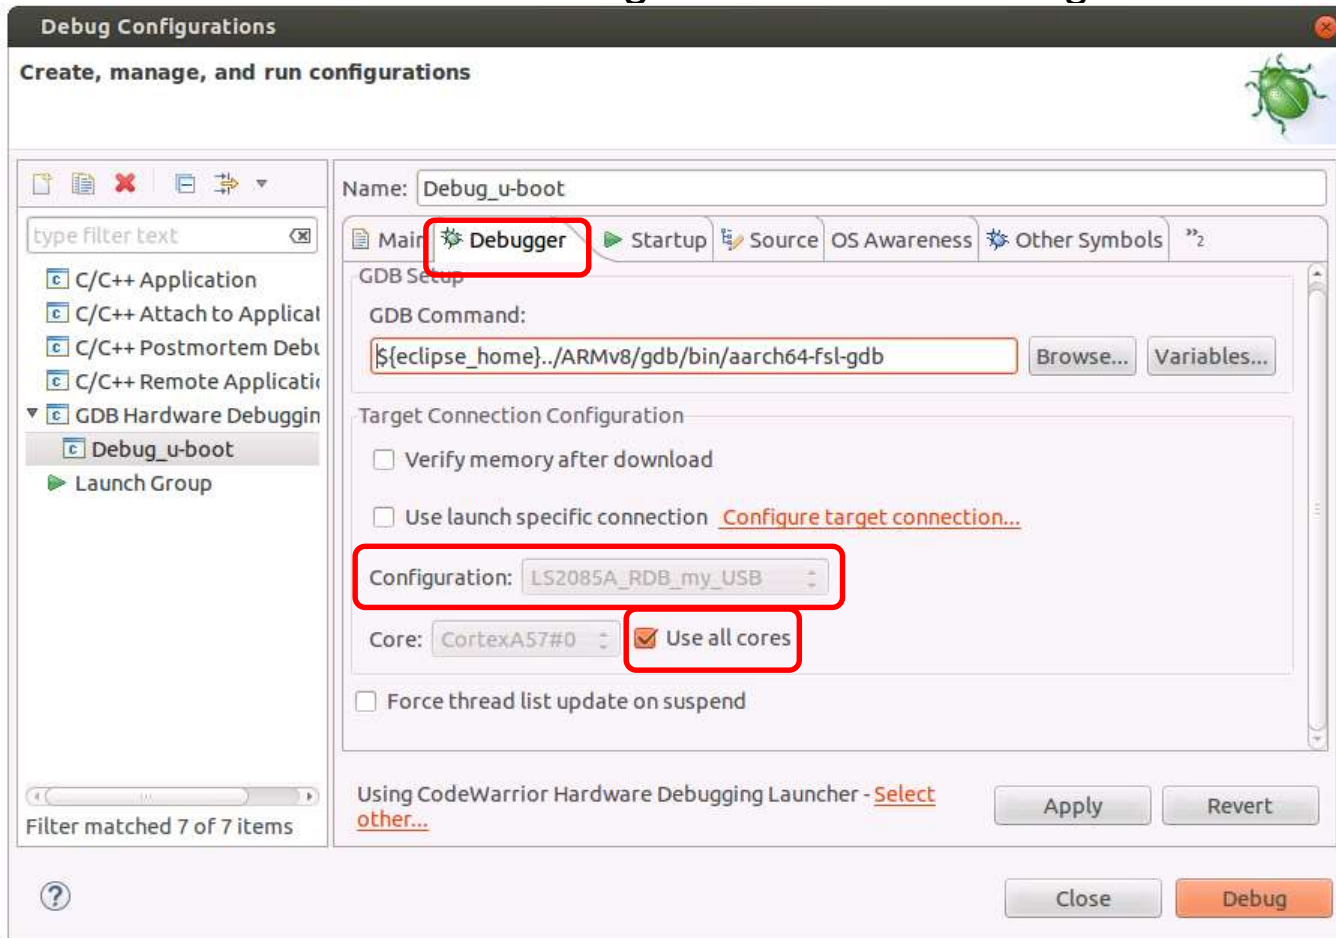 Debug Configurations
Create, manage, and run configurations
Name: Debug_u-boot
type filter text
C/C++ Application
C/C++ Attach to Applicat
C/C++ Postmortem Debu
C/C++ Remote Applicatio
GDB Hardware Debuggin
Debug_u-boot
Launch Group
Filter matched 7 of 7 items
Main Debugger Startup Source OS Awareness Other Symbols »2
GDB Setup
GDB Command:
${eclipse_home}../ARMv8/gdb/bin/aarch64-fsl-gdb Browse... Variables...
Target Connection Configuration
Verify memory after download
Use launch specific connection Configure target connection...
Configuration: LS2085A_RDB_my_USB
Core: CortexA57#0 Use all cores
Force thread list update on suspend
Using CodeWarrior Hardware Debugging Launcher - Select
other...
Apply Revert
Close Debug